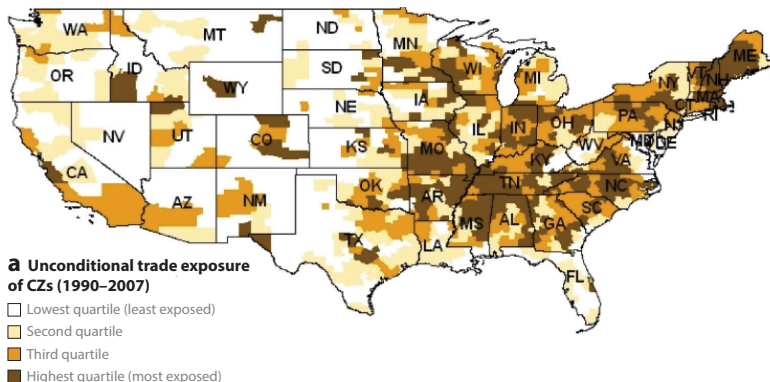 WA
MT
ND
MN
ME
OR
ID
SD
WI
MI
NY
VT
NH
MA
CT
RI
WY
IA
NE
PA
NJ
NV
UT
CO
IL
IN
OH
MD
DE
WV
CA
KS
MO
KY
VA
AZ
NM
OK
AR
TN
NC
SC
TX
MS
AL
GA
LA
FL
a Unconditional trade exposure
of CZs (1990–2007)
Lowest quartile (least exposed)
Second quartile
Third quartile
Highest quartile (most exposed)